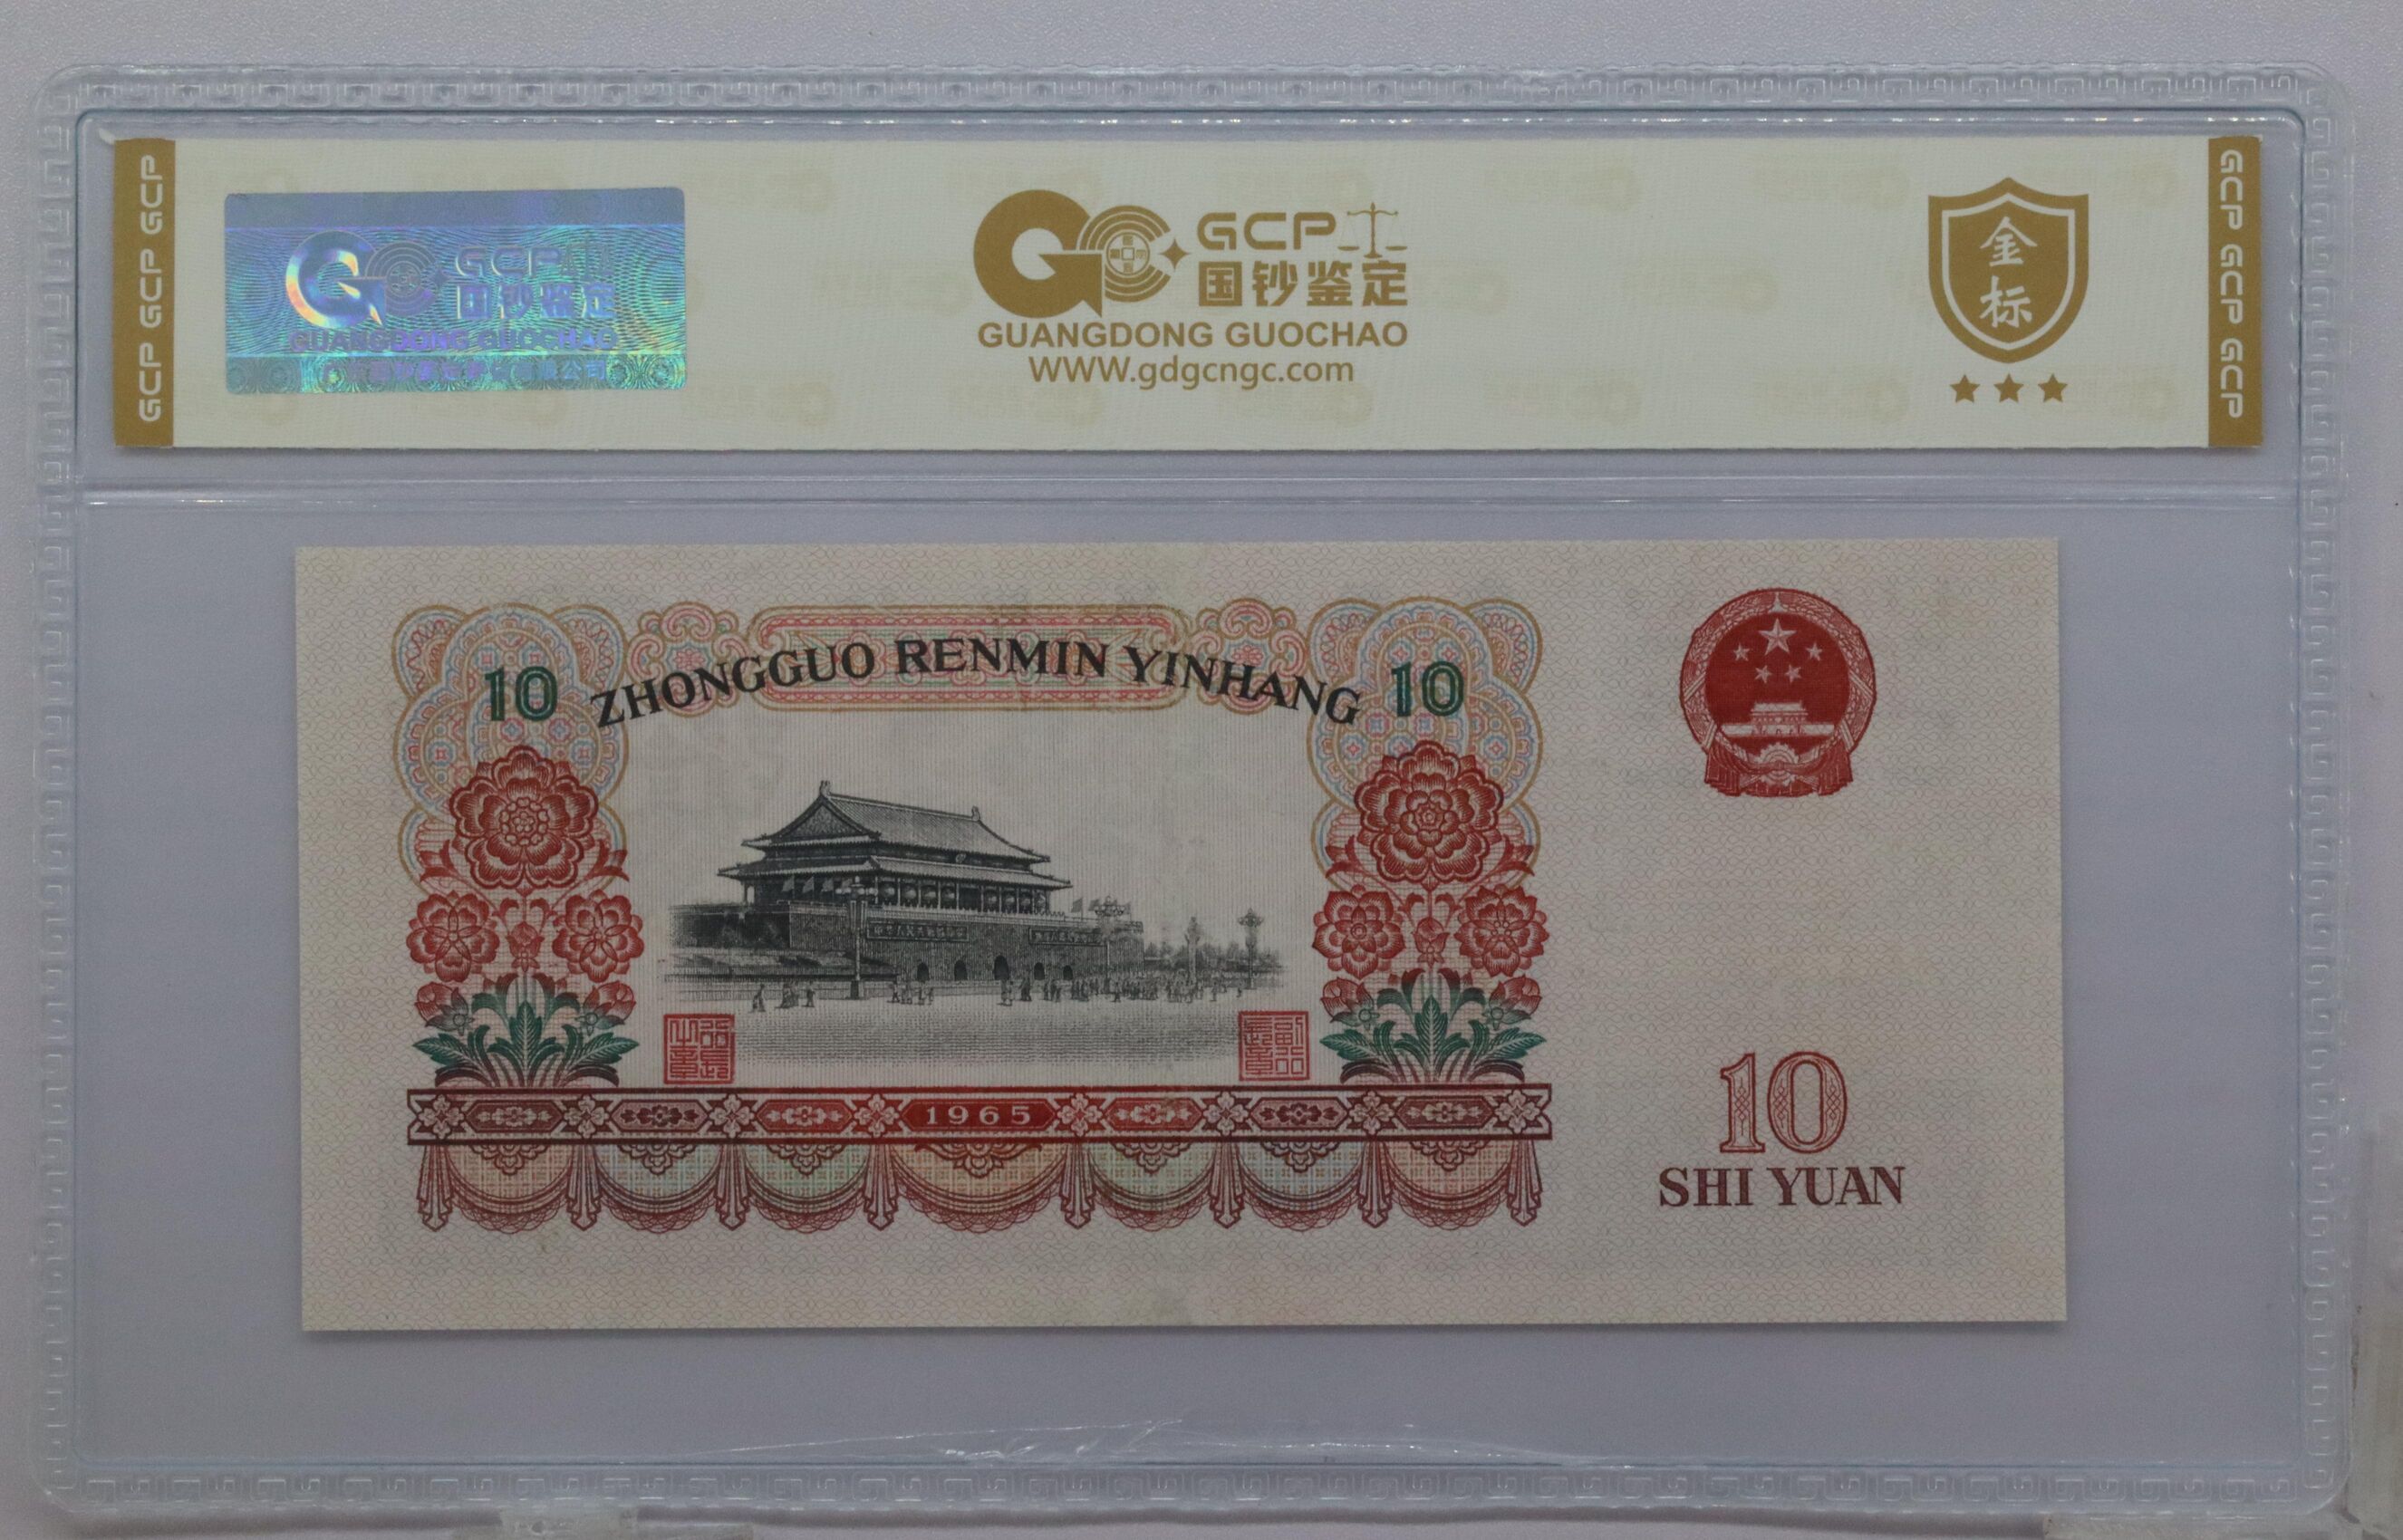 GCP GCP GCP
GCP
国钞鉴定
GUANGDONG GUOCHAO
GCP
国钞鉴定
GUANGDONG GUOCHAO
WWW.gdgcngc.com
金
标
GCP GCP GCP
10 ZHONGGUO RENMIN YINHANG 10
1965
10
SHI YUAN